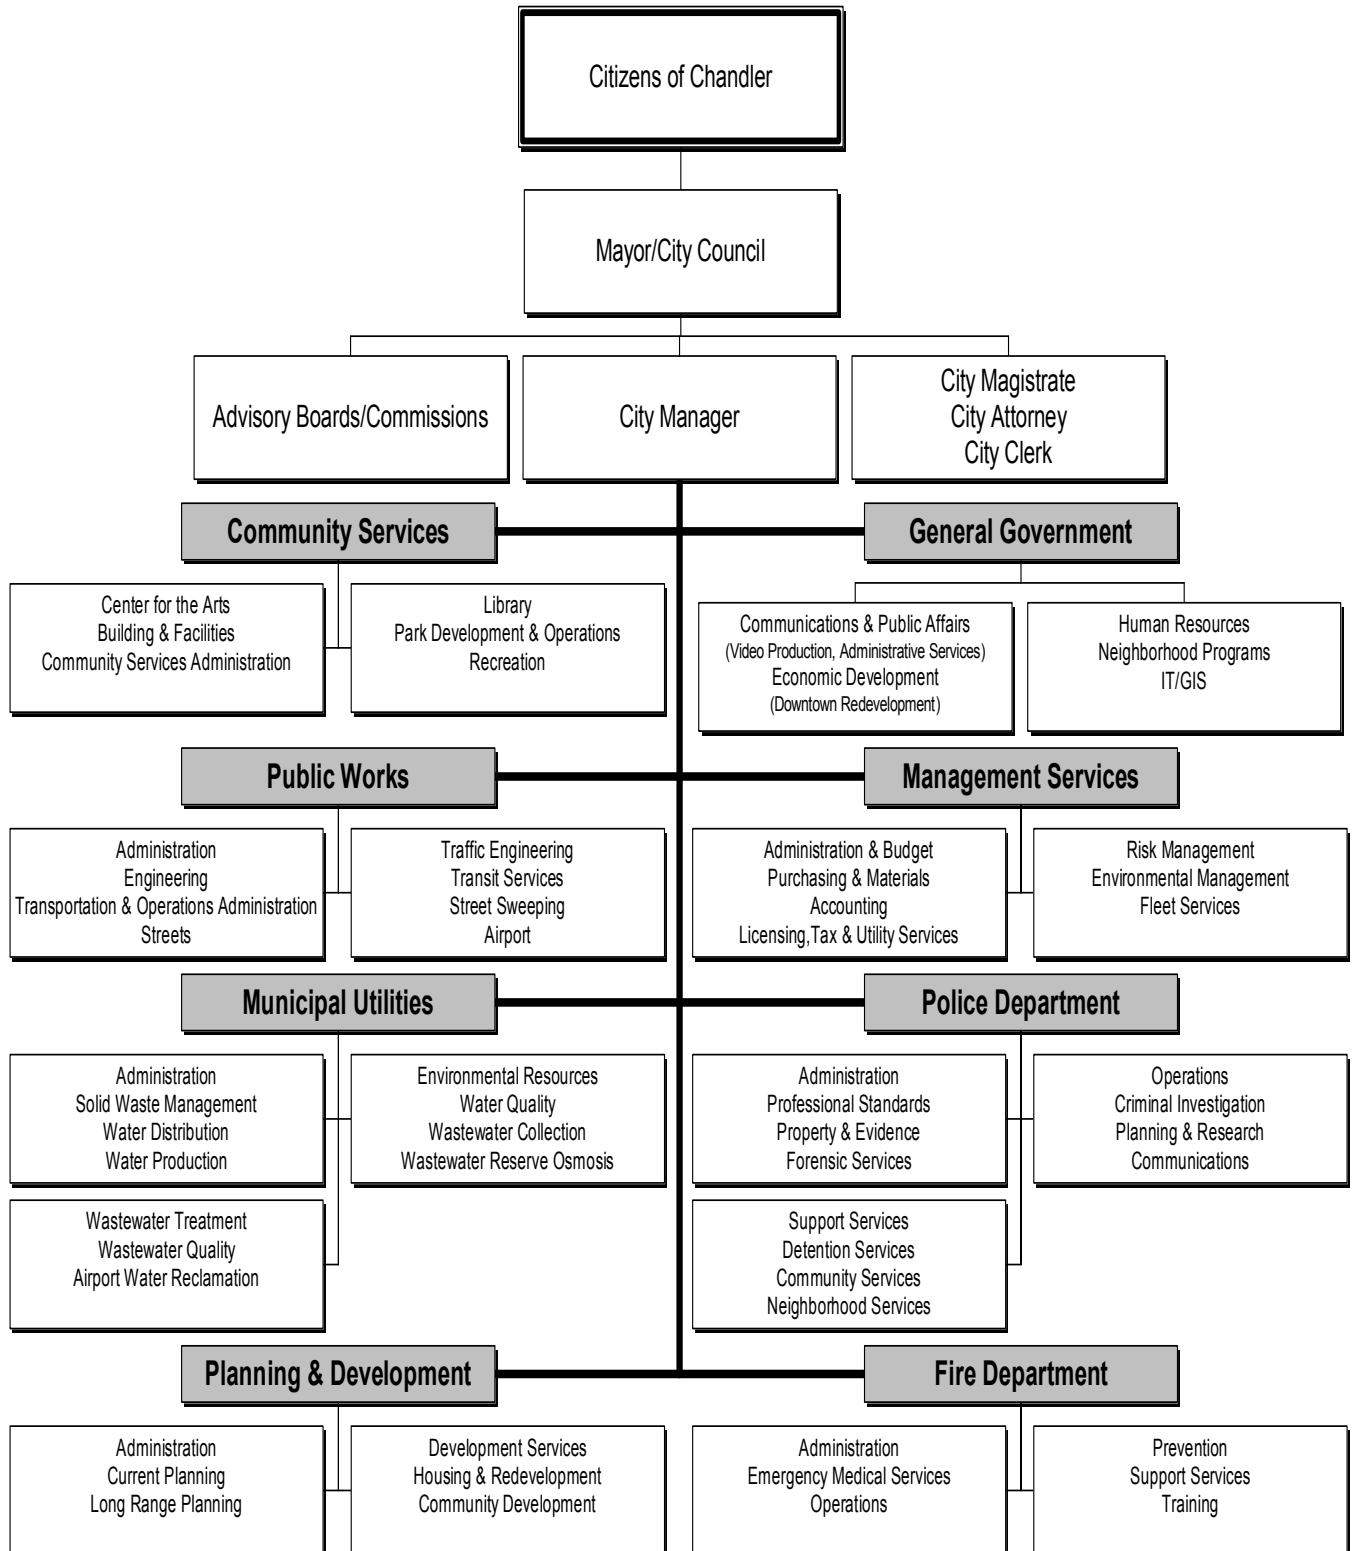 Citizens of Chandler
Mayor/City Council
Advisory Boards/Commissions
City Manager
City Magistrate
City Attorney
City Clerk
Community Services
General Government
Center for the Arts
Building & Facilities
Community Services Administration
Library
Park Development & Operations
Recreation
Communications & Public Affairs
(Video Production, Administrative Services)
Economic Development
(Downtown Redevelopment)
Human Resources
Neighborhood Programs
IT/GIS
Public Works
Management Services
Administration
Engineering
Transportation & Operations Administration
Streets
Traffic Engineering
Transit Services
Street Sweeping
Airport
Administration & Budget
Purchasing & Materials
Accounting
Licensing,Tax & Utility Services
Risk Management
Environmental Management
Fleet Services
Municipal Utilities
Police Department
Administration
Solid Waste Management
Water Distribution
Water Production
Environmental Resources
Water Quality
Wastewater Collection
Wastewater Reserve Osmosis
Administration
Professional Standards
Property & Evidence
Forensic Services
Operations
Criminal Investigation
Planning & Research
Communications
Wastewater Treatment
Wastewater Quality
Airport Water Reclamation
Support Services
Detention Services
Community Services
Neighborhood Services
Planning & Development
Fire Department
Administration
Current Planning
Long Range Planning
Development Services
Housing & Redevelopment
Community Development
Administration
Emergency Medical Services
Operations
Prevention
Support Services
Training